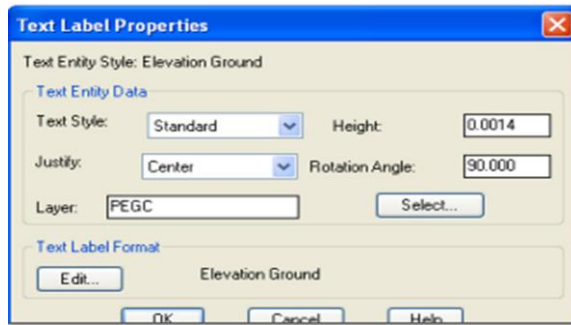 Text Label Properties
Text Entity Style: Elevation Ground
Text Entity Data
Text Style: Standard Height: 0.0014
Justify: Center Rotation Angle: 90.000
Layer: PEGC Select...
Text Label Format
Edit... Elevation Ground
OK Cancel Help